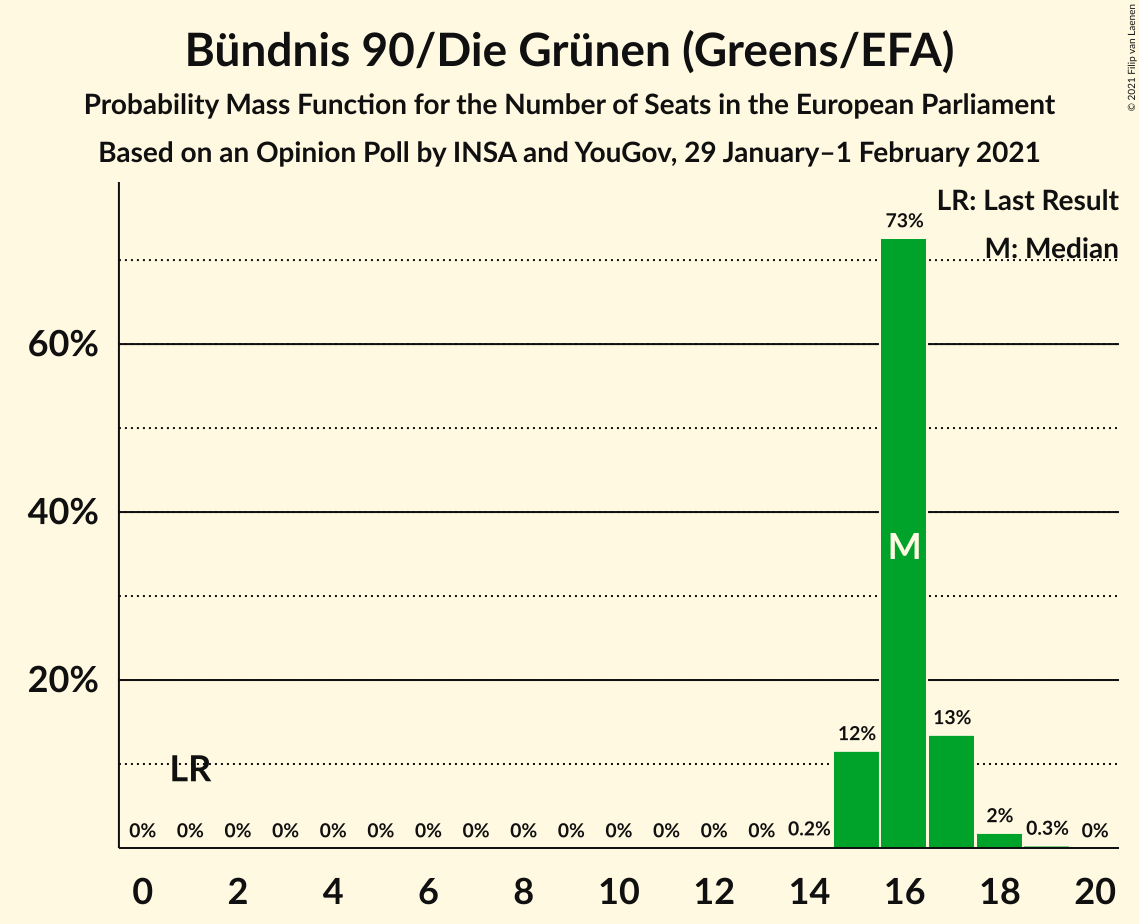 Bündnis 90/Die Grünen (Greens/EFA)
Probability Mass Function for the Number of Seats in the European Parliament
Based on an Opinion Poll by INSA and YouGov, 29 January–1 February 2021
© 2021 Filip van Laenen
LR: Last Result
M: Median
73%
60%
40%
M
20%
13%
12%
LR
2%
0% 0% 0% 0% 0% 0% 0% 0% 0% 0% 0% 0% 0% 0% 0.2% 0.3% 0%
0 2 4 6 8 10 12 14 16 18 20